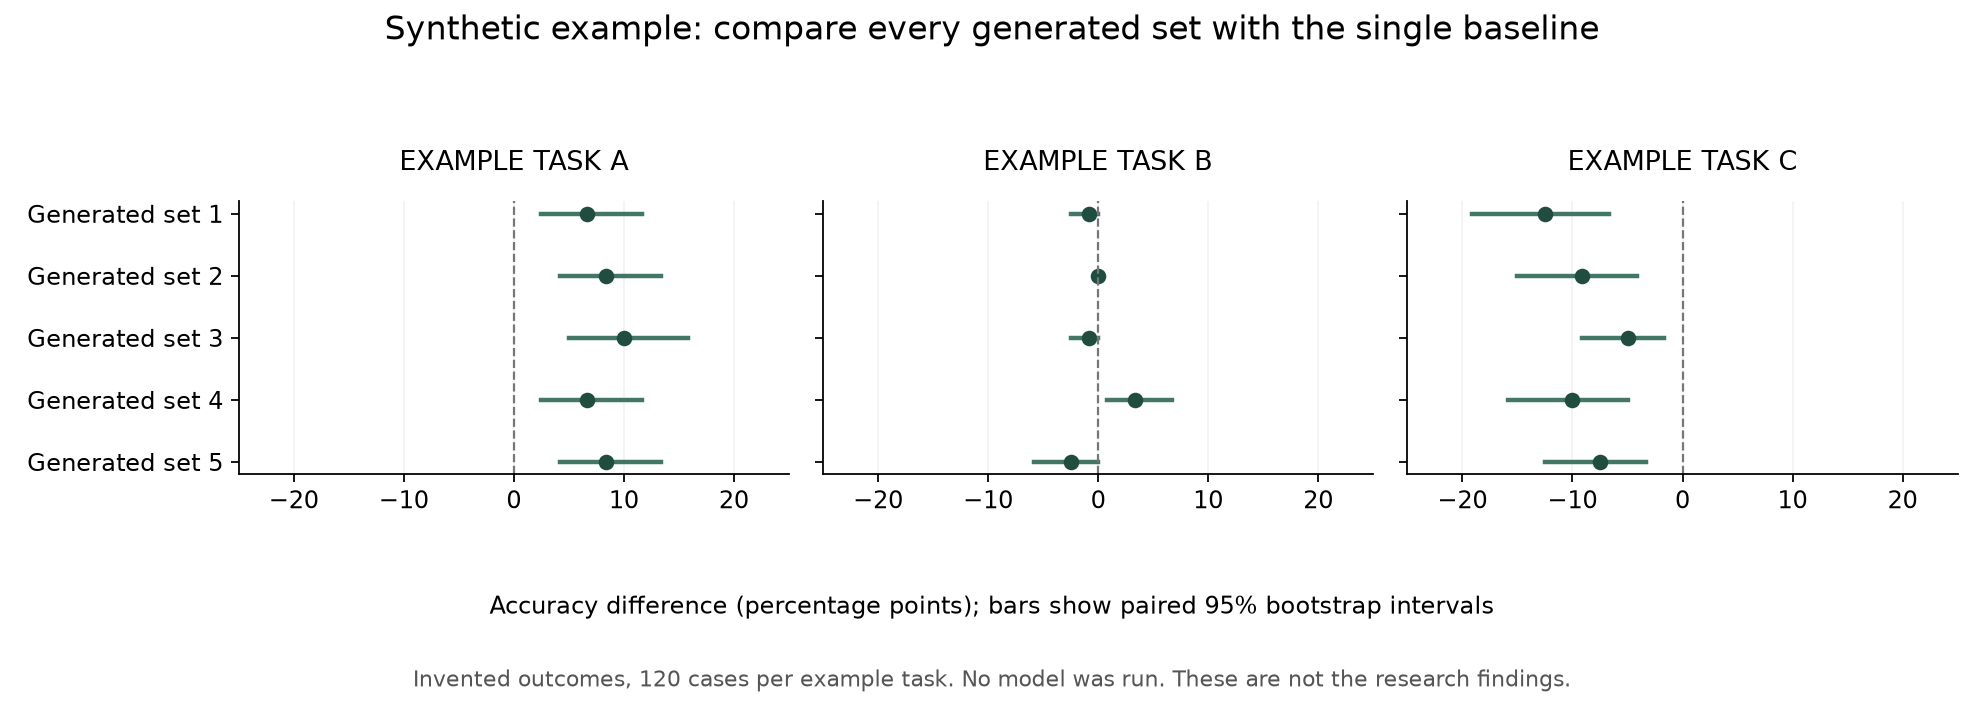 Synthetic example: compare every generated set with the single baseline
EXAMPLE TASK A
EXAMPLE TASK B
EXAMPLE TASK C
Generated set 1
Generated set 2
Generated set 3
Generated set 4
Generated set 5
−20 −10 0 10 20
−20 −10 0 10 20
−20 −10 0 10 20
Accuracy difference (percentage points); bars show paired 95% bootstrap intervals
Invented outcomes, 120 cases per example task. No model was run. These are not the research findings.